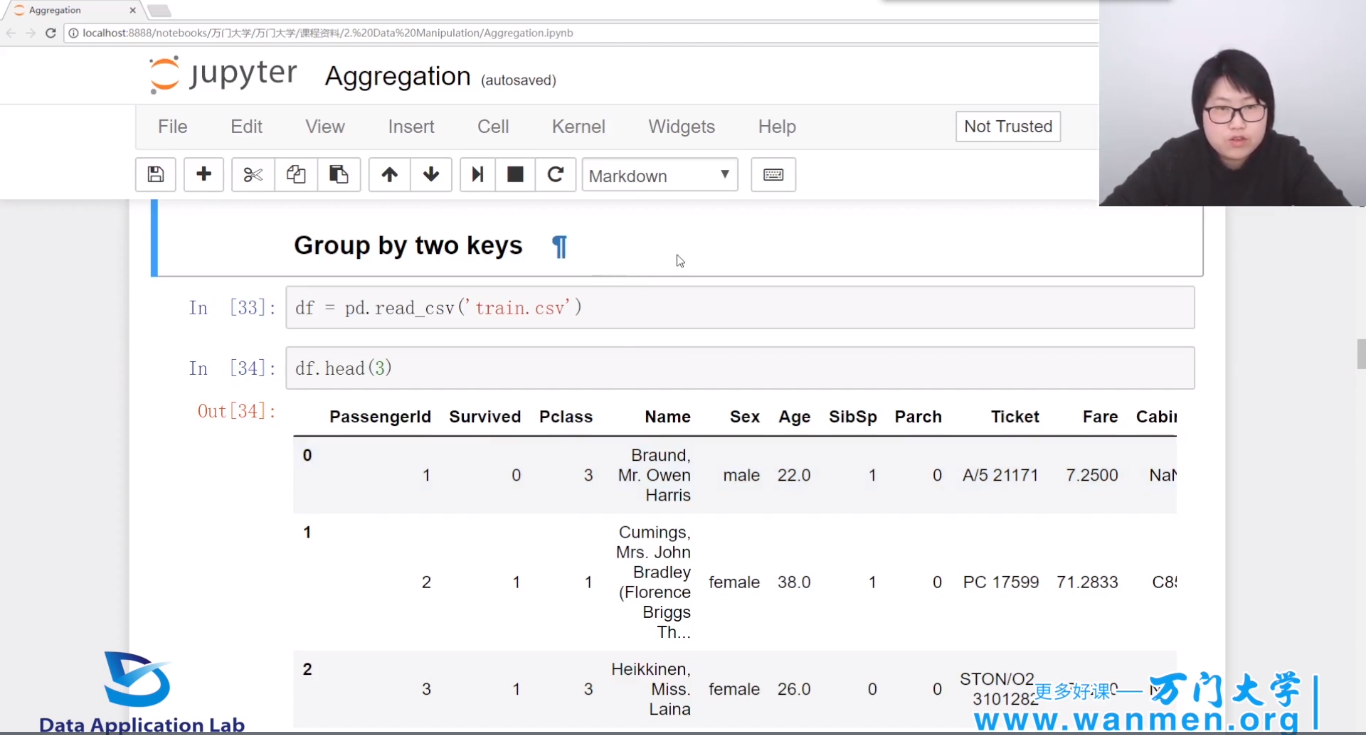 Aggregation
localhost:8888/notebooks/万门大学/万门大学/课程资料/2.%20Data%20Manipulation/Aggregation.ipynb
jupyter Aggregation (autosaved)
File Edit View Insert Cell Kernel Widgets Help Not Trusted
Markdown
Group by two keys ¶
In [33]: df = pd.read_csv('train.csv')
In [34]: df.head(3)
Out[34]:
PassengerId Survived Pclass Name Sex Age SibSp Parch Ticket Fare Cabin
0 1 0 3 Braund, Mr. Owen Harris male 22.0 1 0 A/5 21171 7.2500 NaN
1 2 1 1 Cumings, Mrs. John Bradley (Florence Briggs Th... female 38.0 1 0 PC 17599 71.2833 C85
2 3 1 3 Heikkinen, Miss. Laina female 26.0 0 0 STON/O2. 3101282
Data Application Lab
更多好课——万门大学
www.wanmen.org